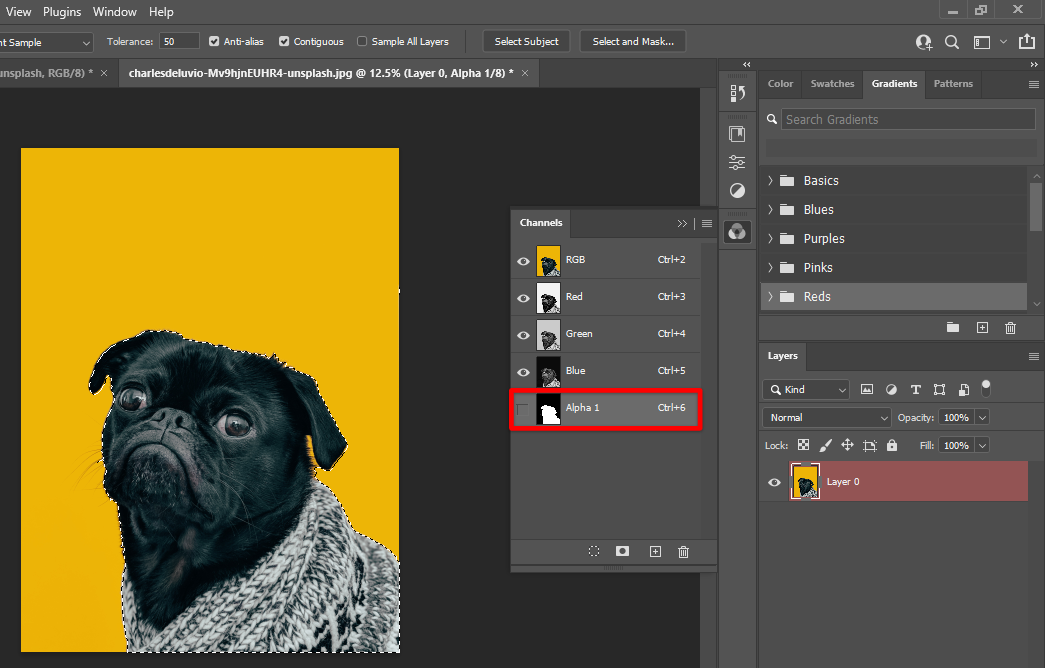 View Plugins Window Help
nt Sample Tolerance: 50 Anti-alias Contiguous Sample All Layers Select Subject Select and Mask...
unsplash, RGB/8) * × charlesdeluvio-Mv9hjnEUHR4-unsplash.jpg @ 12.5% (Layer 0, Alpha 1/8) * ×
Color Swatches Gradients Patterns
Search Gradients
Basics
Blues
Purples
Pinks
Reds
Channels
RGB Ctrl+2
Red Ctrl+3
Green Ctrl+4
Blue Ctrl+5
Alpha 1 Ctrl+6
Layers
Kind
Normal Opacity: 100%
Lock: Fill: 100%
Layer 0